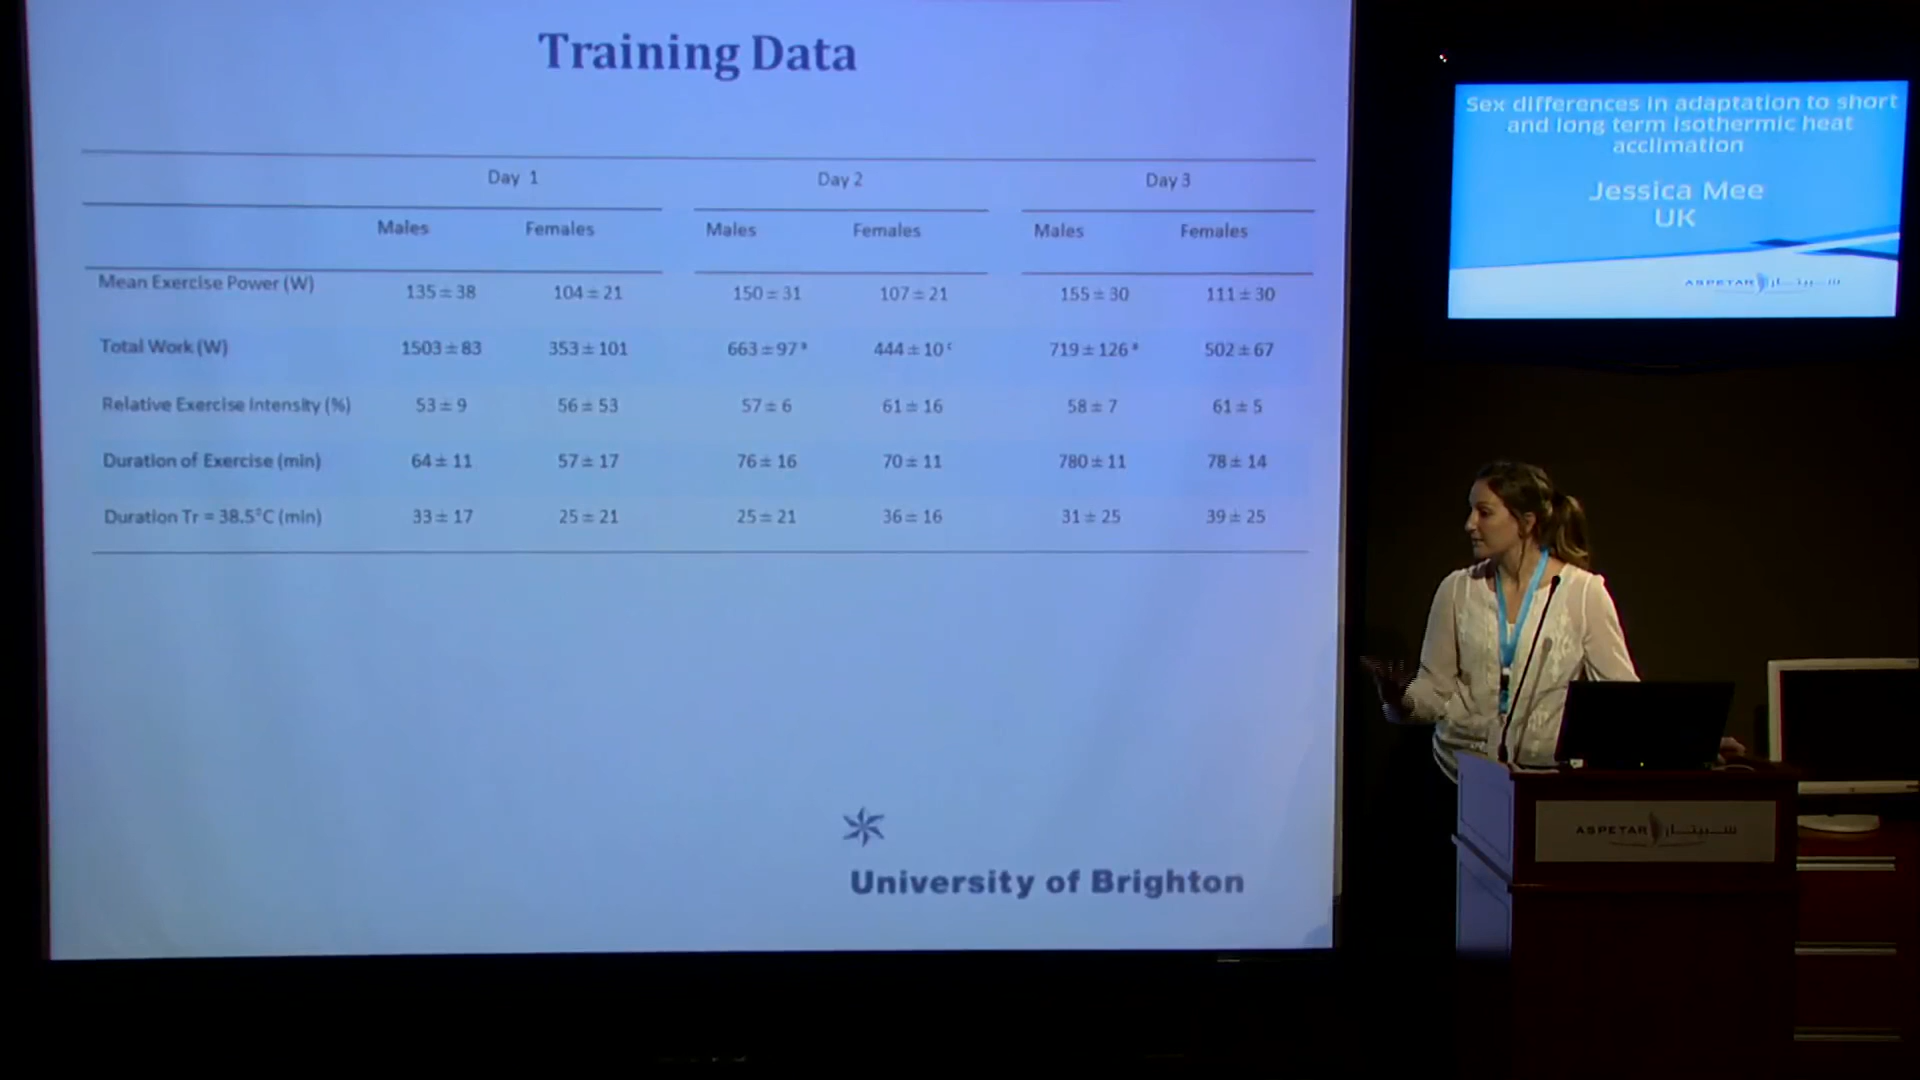 Training Data
Day 1 Day 2 Day 3
Males Females Males Females Males Females
Mean Exercise Power (W) 135 ± 38 104 ± 21 150 ± 31 107 ± 21 155 ± 30 111 ± 30
Total Work (W) 1503 ± 83 353 ± 101 663 ± 97 444 ± 10 719 ± 126 502 ± 67
Relative Exercise Intensity (%) 53 ± 9 56 ± 53 57 ± 6 61 ± 16 58 ± 7 61 ± 5
Duration of Exercise (min) 64 ± 11 57 ± 17 76 ± 16 70 ± 11 780 ± 11 78 ± 14
Duration Tr = 38.5°C (min) 33 ± 17 25 ± 21 25 ± 21 36 ± 16 31 ± 25 39 ± 25
University of Brighton
Sex differences in adaptation to short
and long term isothermic heat
acclimation
Jessica Mee
UK
ASPETAR سبيتار
ASPETAR سبيتار